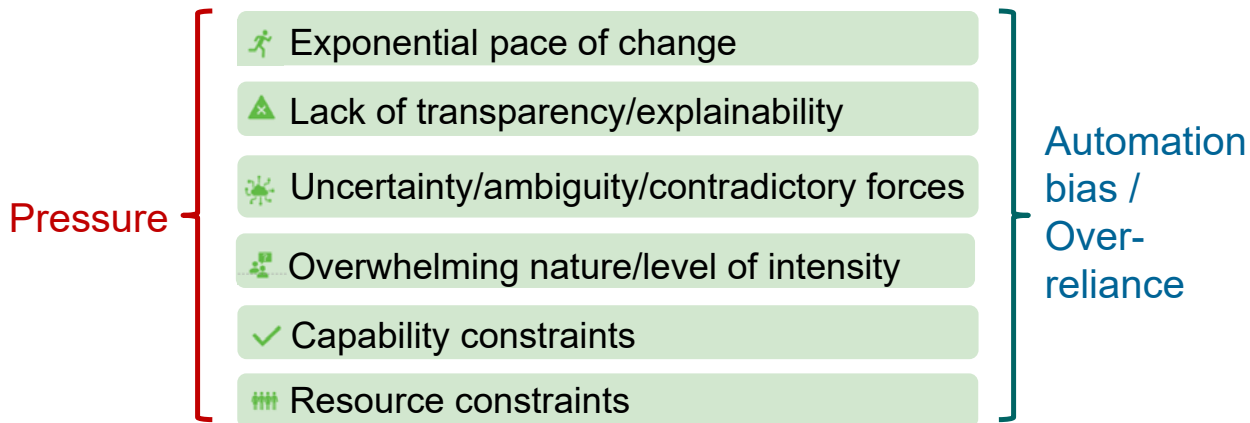 Exponential pace of change
Lack of transparency/explainability
Uncertainty/ambiguity/contradictory forces
Overwhelming nature/level of intensity
Capability constraints
Resource constraints
Pressure
Automation
bias /
Over-
reliance